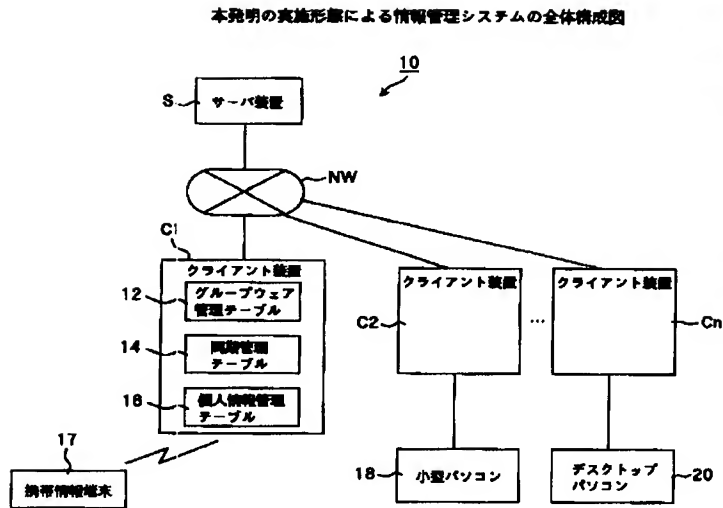 本発明の実施形態による情報管理システムの全体構成図
10
S
サーバ装置
NW
C1
クライアント装置
12
グループウェア
管理テーブル
14
同期管理
テーブル
16
個人情報管理
テーブル
17
携帯情報端末
クライアント装置
C2
…
クライアント装置
Cn
18
小型パソコン
デスクトップ
パソコン
20